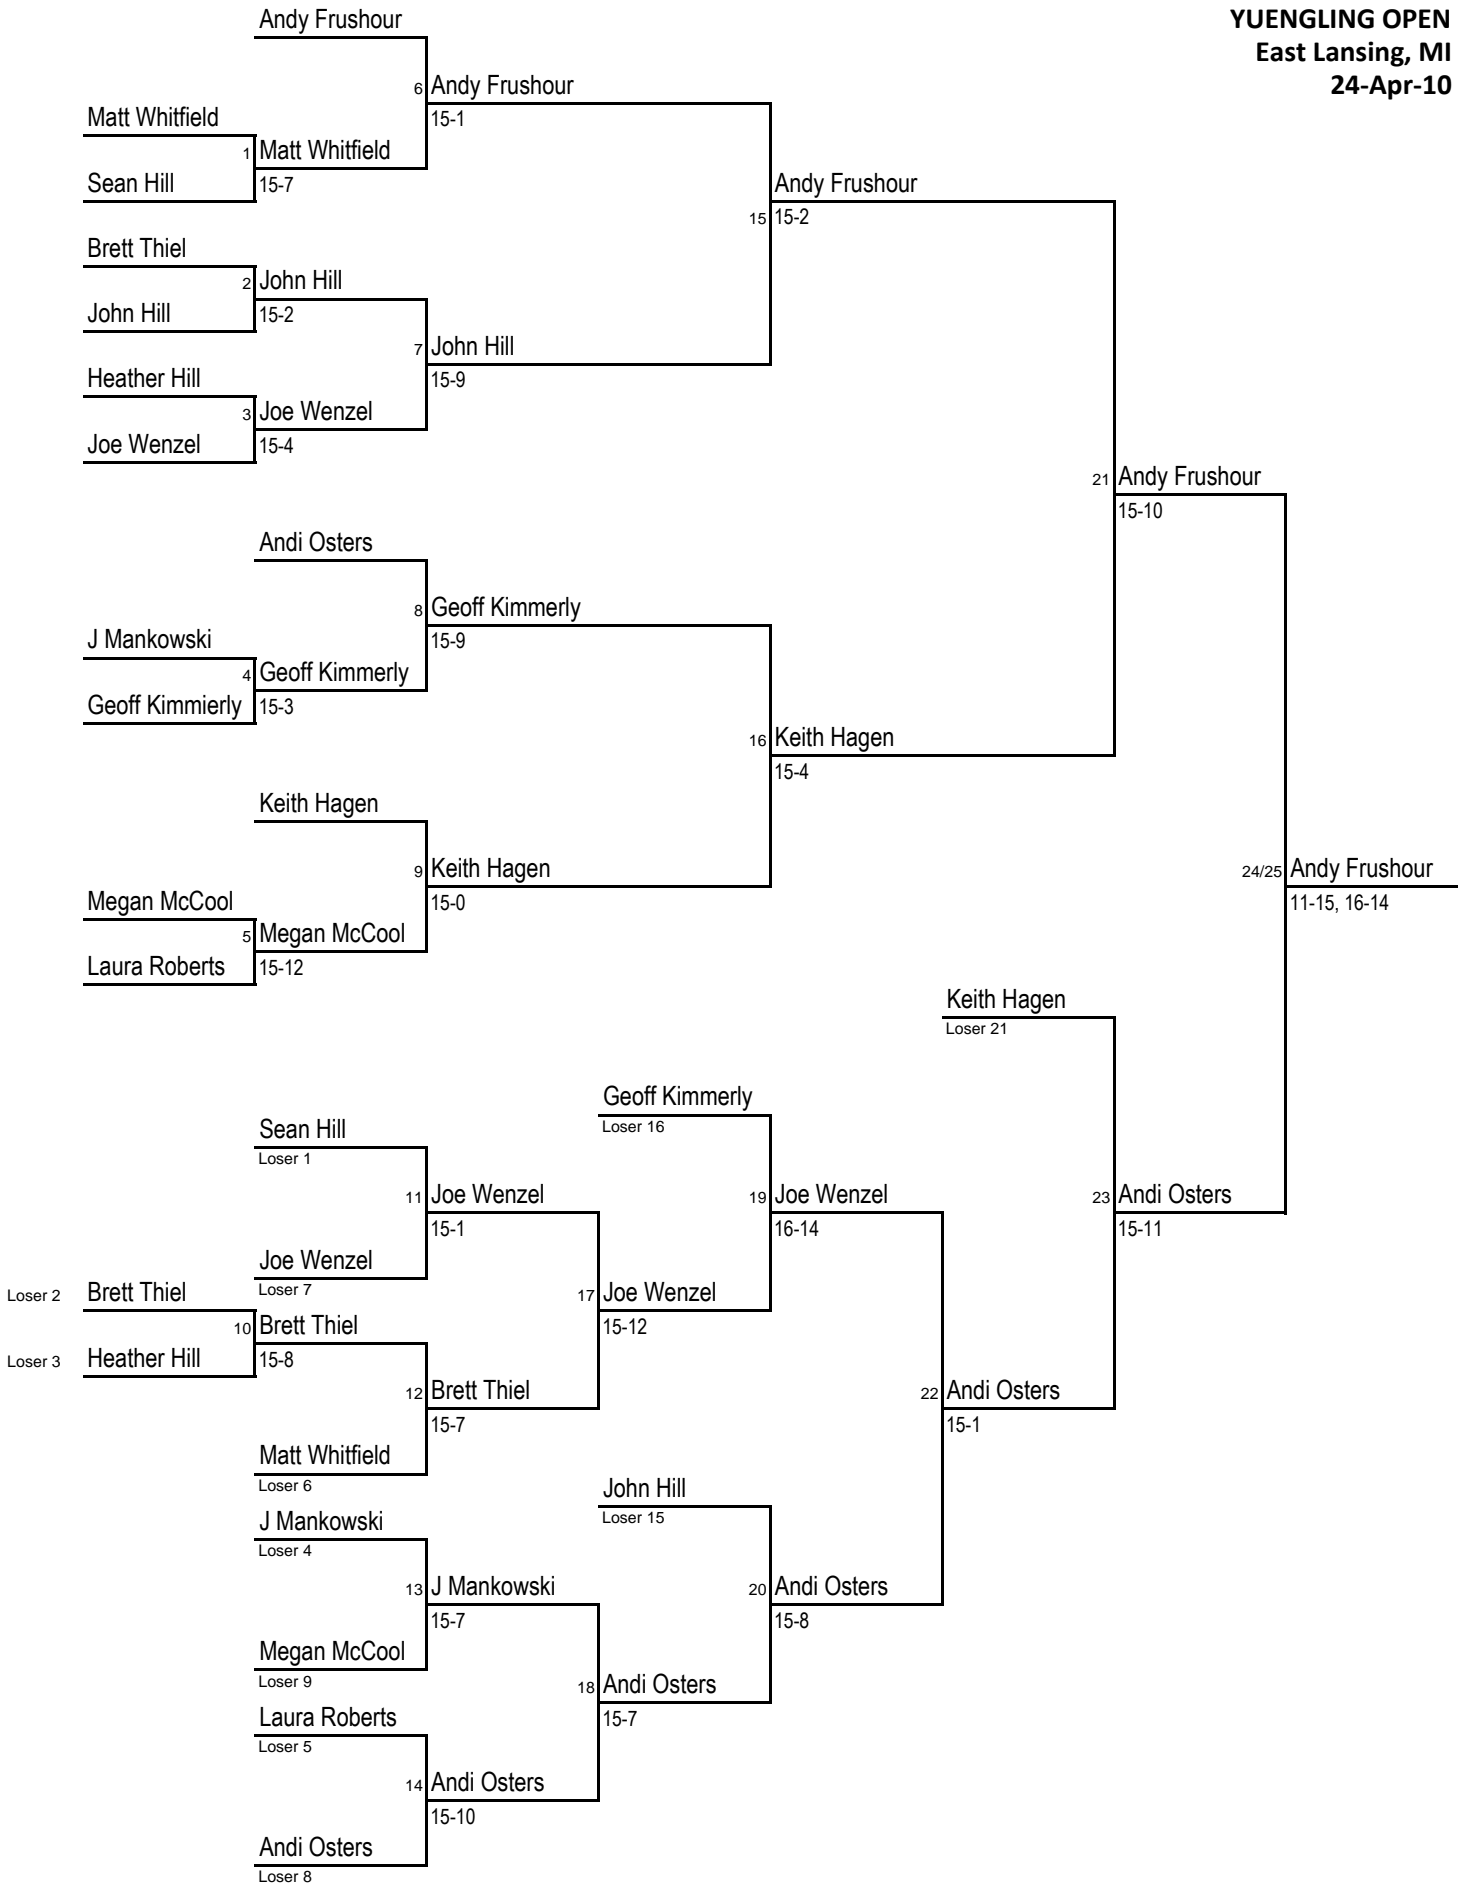 YUENGLING OPEN
East Lansing, MI
24-Apr-10
Andy Frushour
6 Andy Frushour
15-1
Matt Whitfield
1 Matt Whitfield
Sean Hill
15-7
Andy Frushour
15 15-2
Brett Thiel
2 John Hill
John Hill
15-2
7 John Hill
15-9
Heather Hill
3 Joe Wenzel
Joe Wenzel
15-4
21 Andy Frushour
15-10
Andi Osters
8 Geoff Kimmerly
15-9
J Mankowski
4 Geoff Kimmerly
Geoff Kimmierly
15-3
16 Keith Hagen
15-4
Keith Hagen
9 Keith Hagen
15-0
24/25 Andy Frushour
11-15, 16-14
Megan McCool
5 Megan McCool
Laura Roberts
15-12
Keith Hagen
Loser 21
Geoff Kimmerly
Loser 16
Sean Hill
Loser 1
11 Joe Wenzel
15-1
19 Joe Wenzel
16-14
23 Andi Osters
15-11
Joe Wenzel
Loser 7
Loser 2 Brett Thiel
17 Joe Wenzel
15-12
10 Brett Thiel
15-8
Loser 3 Heather Hill
12 Brett Thiel
15-7
22 Andi Osters
15-1
Matt Whitfield
Loser 6
John Hill
Loser 15
J Mankowski
Loser 4
13 J Mankowski
15-7
20 Andi Osters
15-8
Megan McCool
Loser 9
18 Andi Osters
15-7
Laura Roberts
Loser 5
14 Andi Osters
15-10
Andi Osters
Loser 8